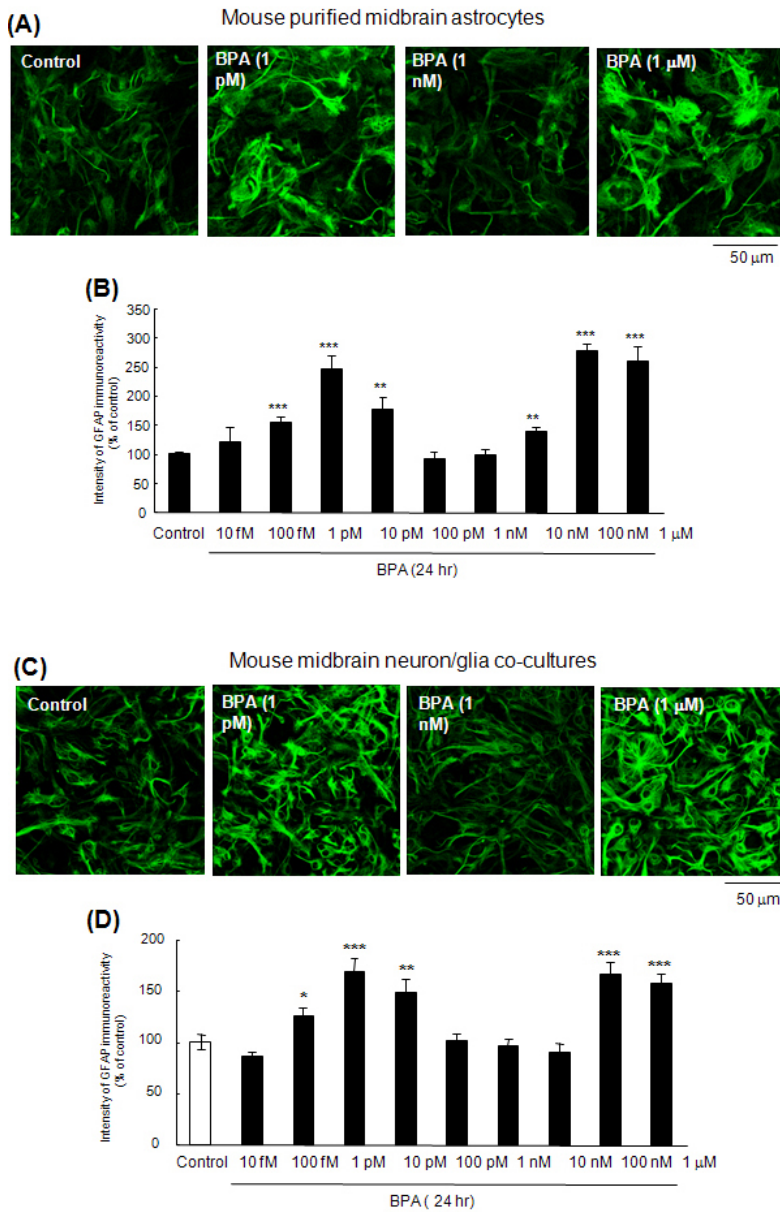 (A)
Mouse purified midbrain astrocytes
Control
BPA (1
pM)
BPA (1
nM)
BPA (1 μM)
50 μm
(B)
Intensity of GFAP immunoreactivity
(% of control)
350
300
250
200
150
100
50
0
***
***
**
**
***
***
Control 10 fM 100 fM 1 pM 10 pM 100 pM 1 nM 10 nM 100 nM 1 μM
BPA (24 hr)
(C)
Mouse midbrain neuron/glia co-cultures
Control
BPA (1
pM)
BPA (1
nM)
BPA (1 μM)
50 μm
(D)
Intensity of GFAP immunoreactivity
(% of control)
200
150
100
50
0
*
***
**
***
***
Control 10 fM 100 fM 1 pM 10 pM 100 pM 1 nM 10 nM 100 nM 1 μM
BPA ( 24 hr)